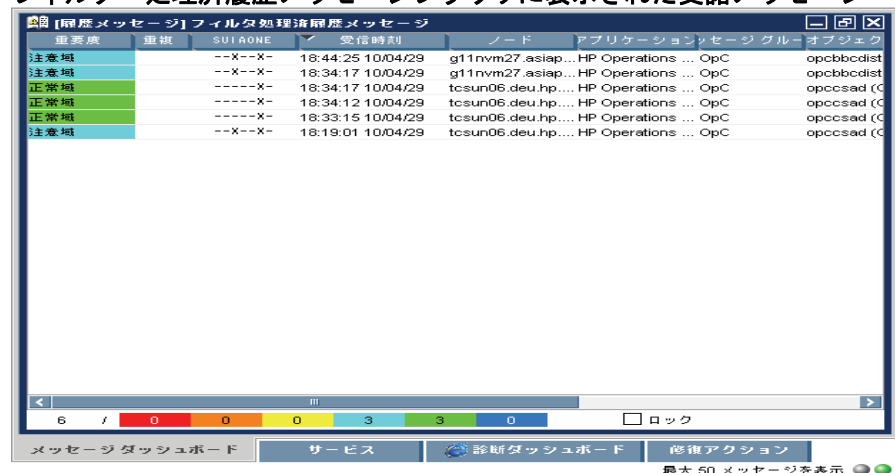 [履歴メッセージ] フィルタ処理済履歴メッセージ
重要度 重複 SUIAONE 受信時刻 ノード アプリケーション ッセージ グルー オブジェク
注意域 --X--X- 18:44:25 10/04/29 g11nvm27.asiap... HP Operations ... OpC opcbbcdist
注意域 --X--X- 18:34:17 10/04/29 g11nvm27.asiap... HP Operations ... OpC opcbbcdist
正常域 -----X- 18:34:17 10/04/29 tcsun06.deu.hp.... HP Operations ... OpC opccsad (C
正常域 -----X- 18:34:12 10/04/29 tcsun06.deu.hp.... HP Operations ... OpC opccsad (C
正常域 -----X- 18:33:15 10/04/29 tcsun06.deu.hp.... HP Operations ... OpC opccsad (C
注意域 --X--X- 18:19:01 10/04/29 tcsun06.deu.hp.... HP Operations ... OpC opccsad (C
6 / 0 0 0 3 3 0 ロック
メッセージ ダッシュボード サービス 診断ダッシュボード 修復アクション
最大 50 メッセージを表示